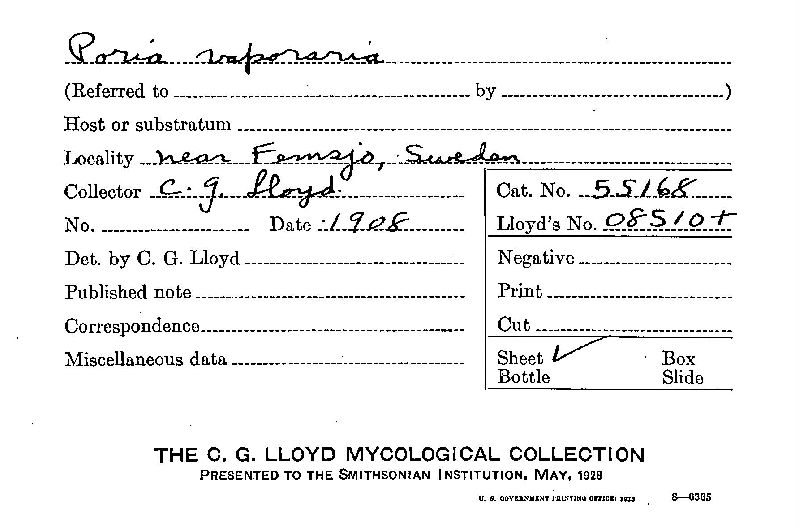 Poria vaporaria
(Referred to by )
Host or substratum
Locality near Femsjo, Sweden
Collector C. G. Lloyd. Cat. No. 55168
No. Date 1908 Lloyd's No. 08510+
Det. by C. G. Lloyd Negative
Published note Print
Correspondence Cut
Miscellaneous data Sheet ✓ Box
Bottle Slide
THE C. G. LLOYD MYCOLOGICAL COLLECTION
PRESENTED TO THE SMITHSONIAN INSTITUTION, MAY, 1928
U. S. GOVERNMENT PRINTING OFFICE: